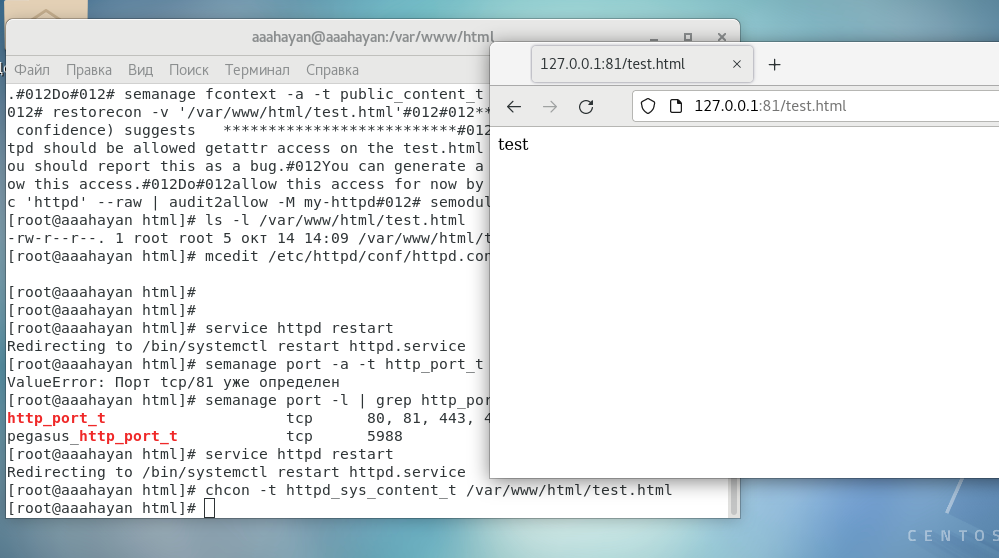 aaahayan@aaahayan:/var/www/html
Файл Правка Вид Поиск Терминал Справка
.#012Do#012# semanage fcontext -a -t public_content_t
012# restorecon -v '/var/www/html/test.html'#012#012**
confidence) suggests **************************#012
tpd should be allowed getattr access on the test.html
ou should report this as a bug.#012You can generate a
ow this access.#012Do#012allow this access for now by
c 'httpd' --raw | audit2allow -M my-httpd#012# semodul
[root@aaahayan html]# ls -l /var/www/html/test.html
-rw-r--r--. 1 root root 5 окт 14 14:09 /var/www/html/t
[root@aaahayan html]# mcedit /etc/httpd/conf/httpd.con
[root@aaahayan html]#
[root@aaahayan html]#
[root@aaahayan html]# service httpd restart
Redirecting to /bin/systemctl restart httpd.service
[root@aaahayan html]# semanage port -a -t http_port_t
ValueError: Порт tcp/81 уже определен
[root@aaahayan html]# semanage port -l | grep http_por
http_port_t tcp 80, 81, 443, 4
pegasus_http_port_t tcp 5988
[root@aaahayan html]# service httpd restart
Redirecting to /bin/systemctl restart httpd.service
[root@aaahayan html]# chcon -t httpd_sys_content_t /var/www/html/test.html
[root@aaahayan html]#
127.0.0.1:81/test.html
127.0.0.1:81/test.html
test
CENTOS